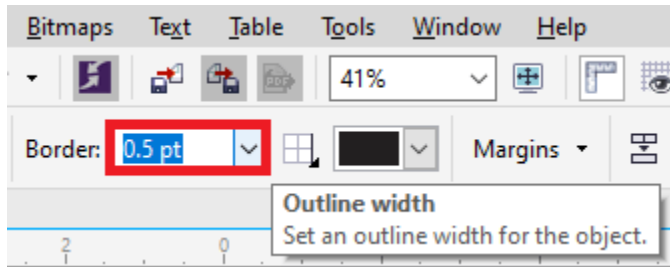 Bitmaps Text Table Tools Window Help
PDF 41%
Border: 0.5 pt Margins
Outline width
Set an outline width for the object.
2 0